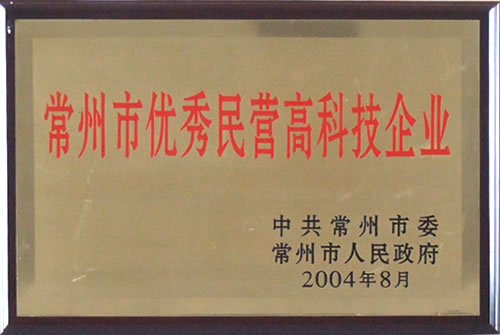 常州市优秀民营高科技企业
中共常州市委
常州市人民政府
2004年8月